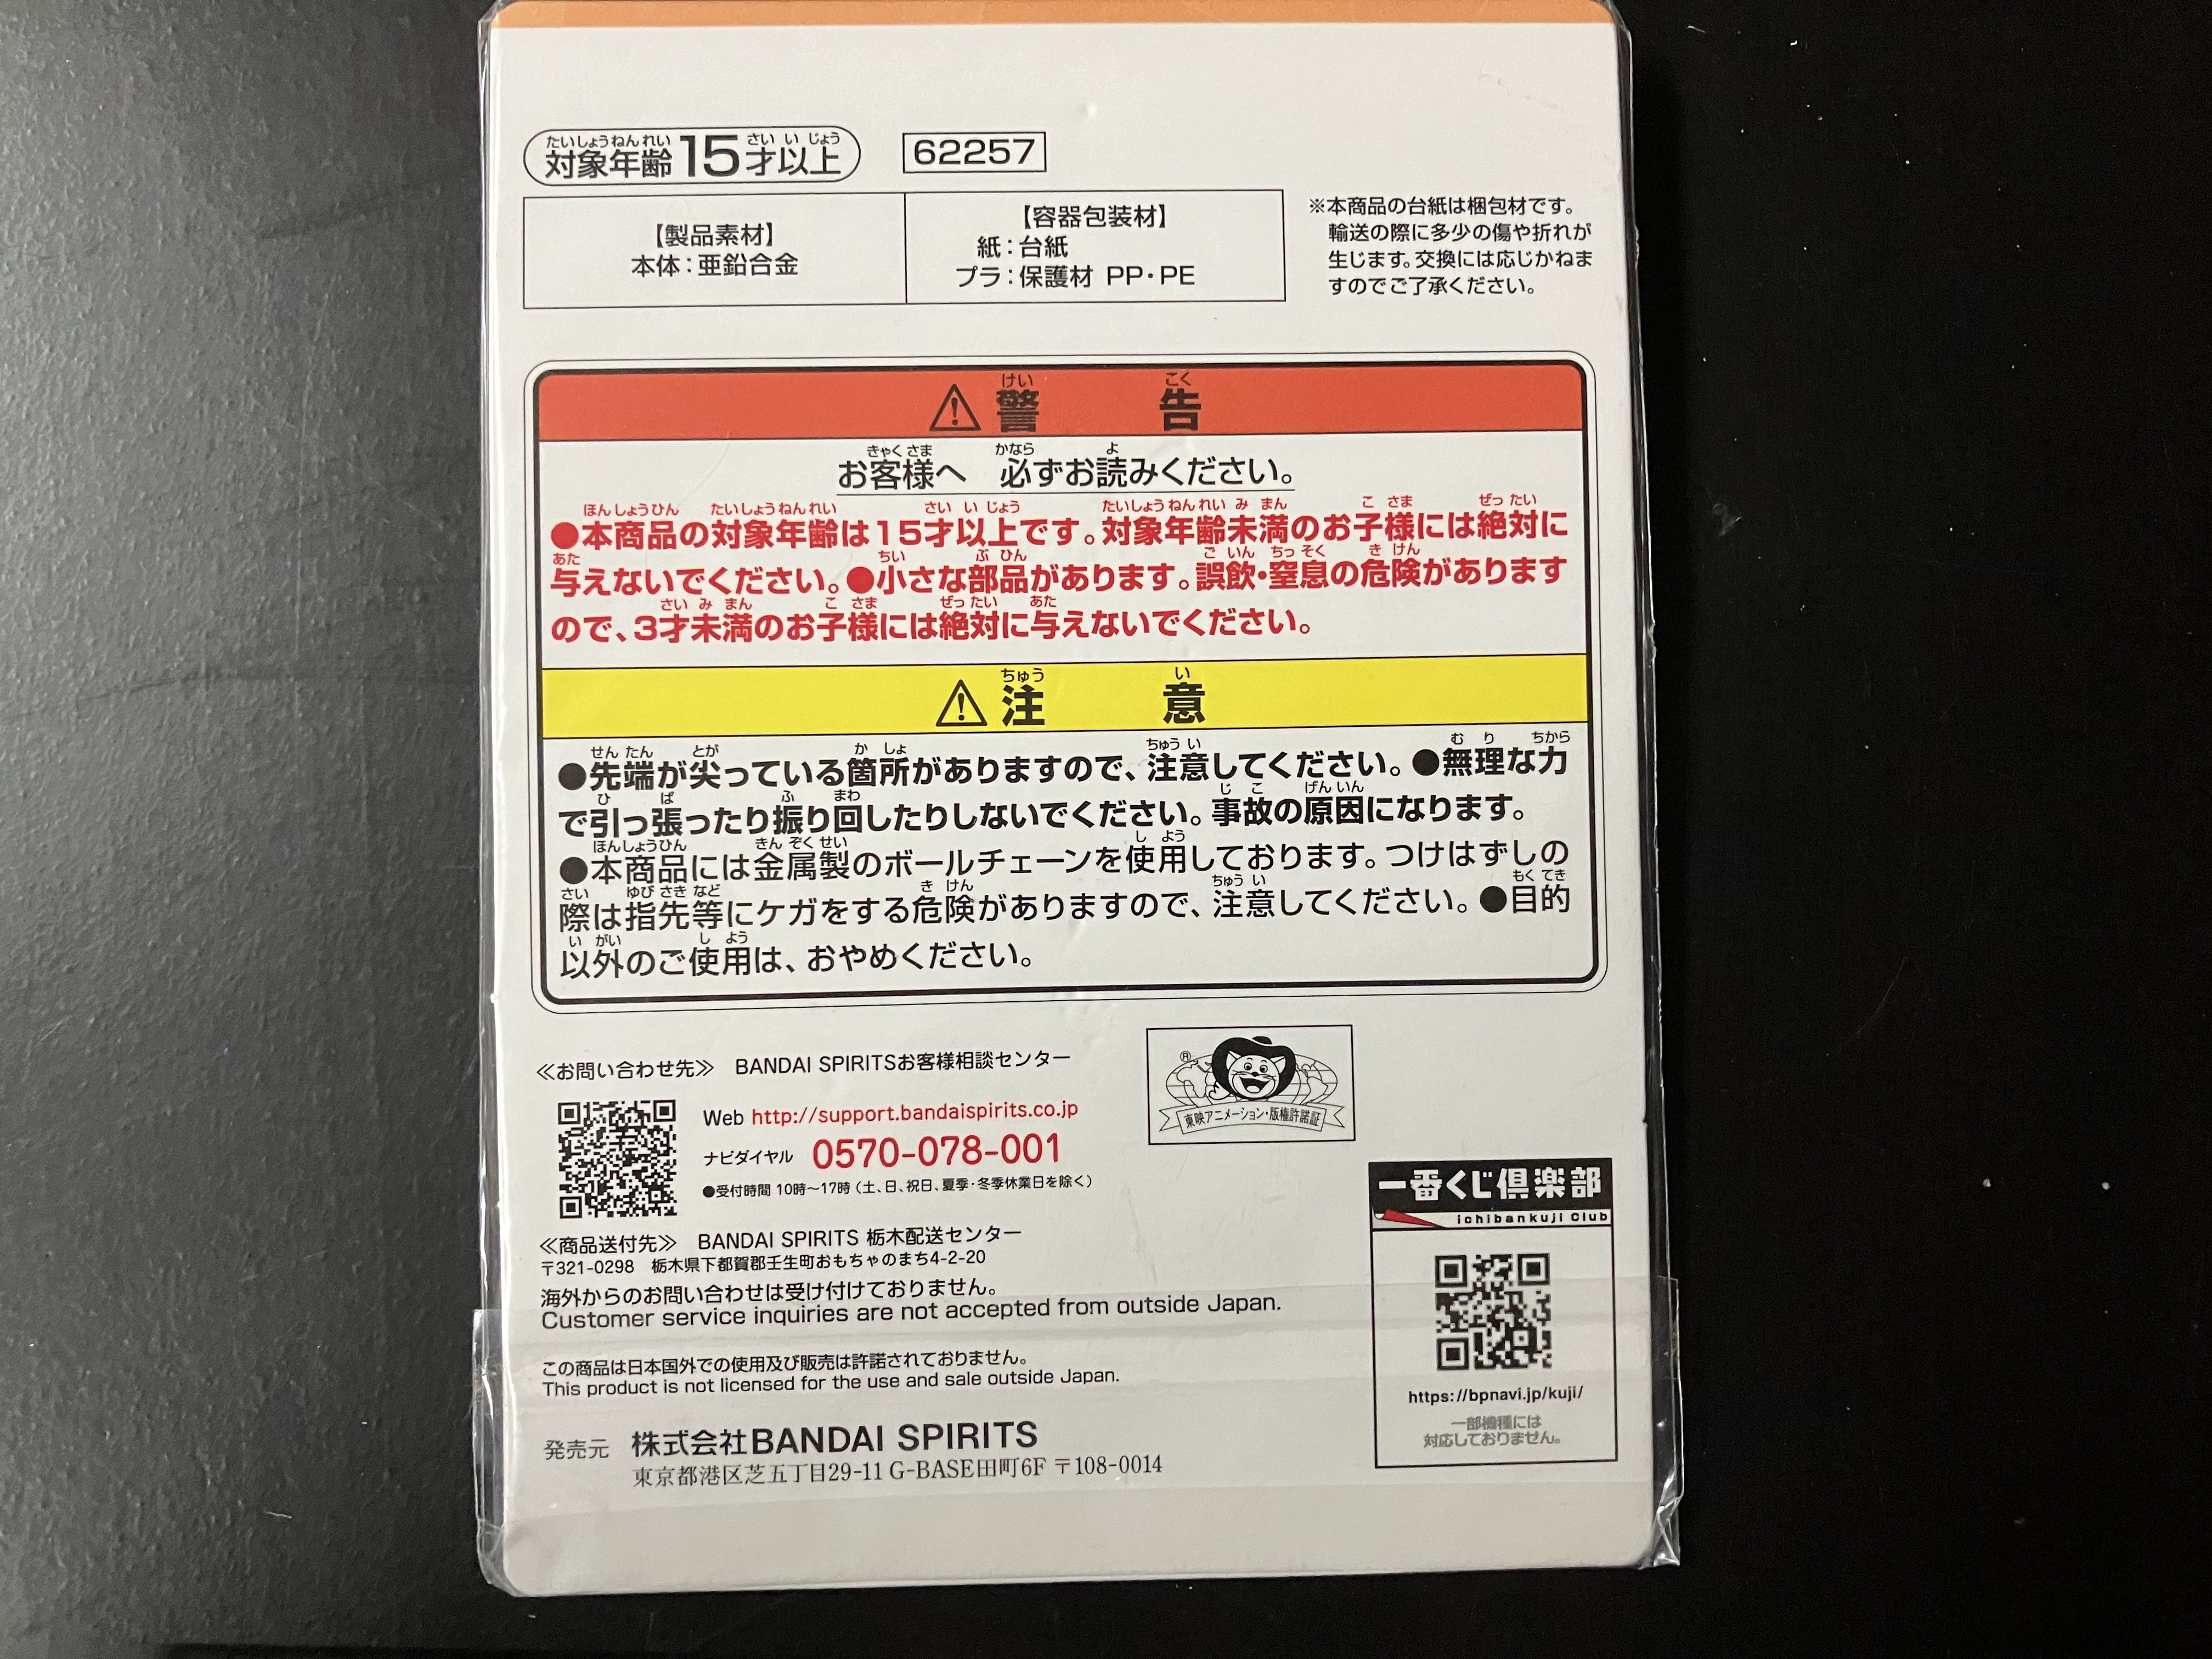 対象年齢15才以上
62257
【製品素材】
本体：亜鉛合金
【容器包装材】
紙：台紙
プラ：保護材 PP・PE
※本商品の台紙は梱包材です。
輸送の際に多少の傷や折れが
生じます。交換には応じかねま
すのでご了承ください。
⚠警告
お客様へ 必ずお読みください。
●本商品の対象年齢は15才以上です。対象年齢未満のお子様には絶対に
与えないでください。●小さな部品があります。誤飲・窒息の危険があります
ので、3才未満のお子様には絶対に与えないでください。
⚠注意
●先端が尖っている箇所がありますので、注意してください。●無理な力
で引っ張ったり振り回したりしないでください。事故の原因になります。
●本商品には金属製のボールチェーンを使用しております。つけはずしの
際は指先等にケガをする危険がありますので、注意してください。●目的
以外のご使用は、おやめください。
≪お問い合わせ先≫ BANDAI SPIRITSお客様相談センター
Web http://support.bandaispirits.co.jp
ナビダイヤル 0570-078-001
●受付時間 10時～17時（土、日、祝日、夏季・冬季休業日を除く）
®
東映アニメーション・版権許諾証
≪商品送付先≫ BANDAI SPIRITS 栃木配送センター
〒321-0298 栃木県下都賀郡壬生町おもちゃのまち4-2-20
海外からのお問い合わせは受け付けておりません。
Customer service inquiries are not accepted from outside Japan.
この商品は日本国外での使用及び販売は許諾されておりません。
This product is not licensed for the use and sale outside Japan.
発売元 株式会社BANDAI SPIRITS
東京都港区芝五丁目29-11 G-BASE田町6F 〒108-0014
一番くじ倶楽部
ichibankuji Club
https://bpnavi.jp/kuji/
一部機種には
対応しておりません。